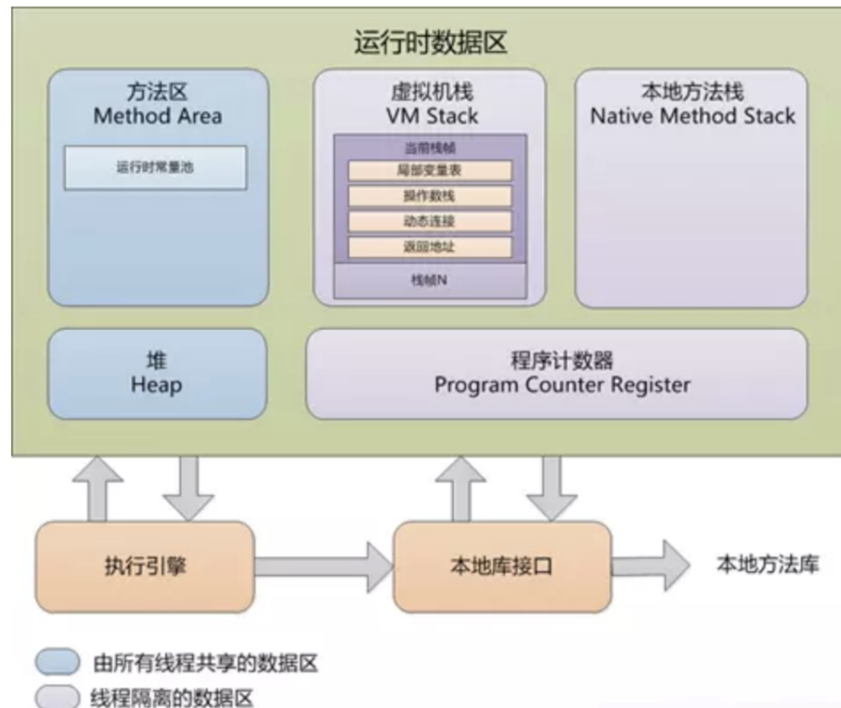 运行时数据区
方法区
Method Area
运行时常量池
虚拟机栈
VM Stack
当前栈帧
局部变量表
操作数栈
动态连接
返回地址
栈帧N
本地方法栈
Native Method Stack
堆
Heap
程序计数器
Program Counter Register
执行引擎
本地库接口
本地方法库
由所有线程共享的数据区
线程隔离的数据区